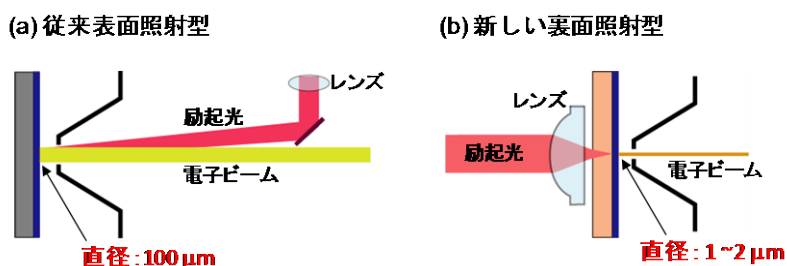 (a) 従来表面照射型
レンズ
励起光
電子ビーム
直径：100 μm
(b) 新しい裏面照射型
レンズ
励起光
電子ビーム
直径：1 ~2 μm